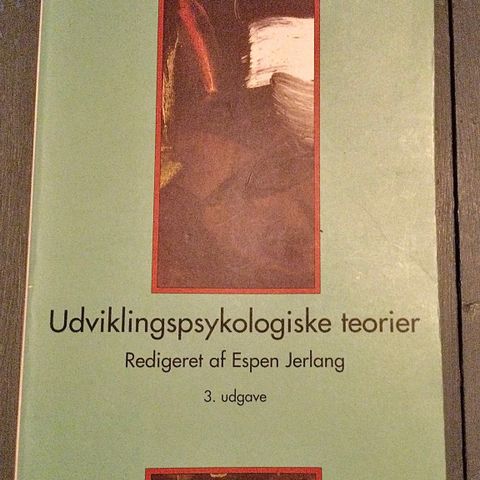 Udviklingspsykologiske teorier
Redigeret af Espen Jerlang
3. udgave